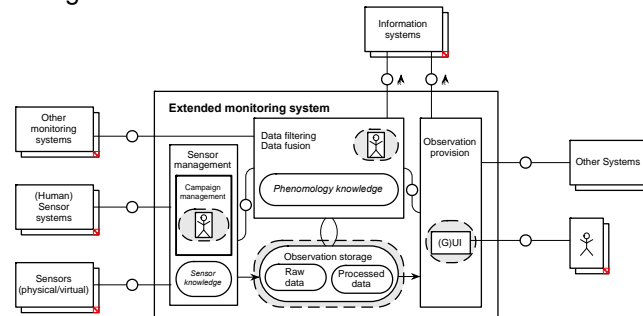 Information
systems
Extended monitoring system
Other
monitoring
systems
Data filtering
Data fusion
Observation
provision
Sensor
management
Other Systems
Campaign
management
Phenomology knowledge
(Human)
Sensor
systems
(G)UI
Observation storage
Sensors
(physical/virtual)
Sensor
knowledge
Raw
data
Processed
data